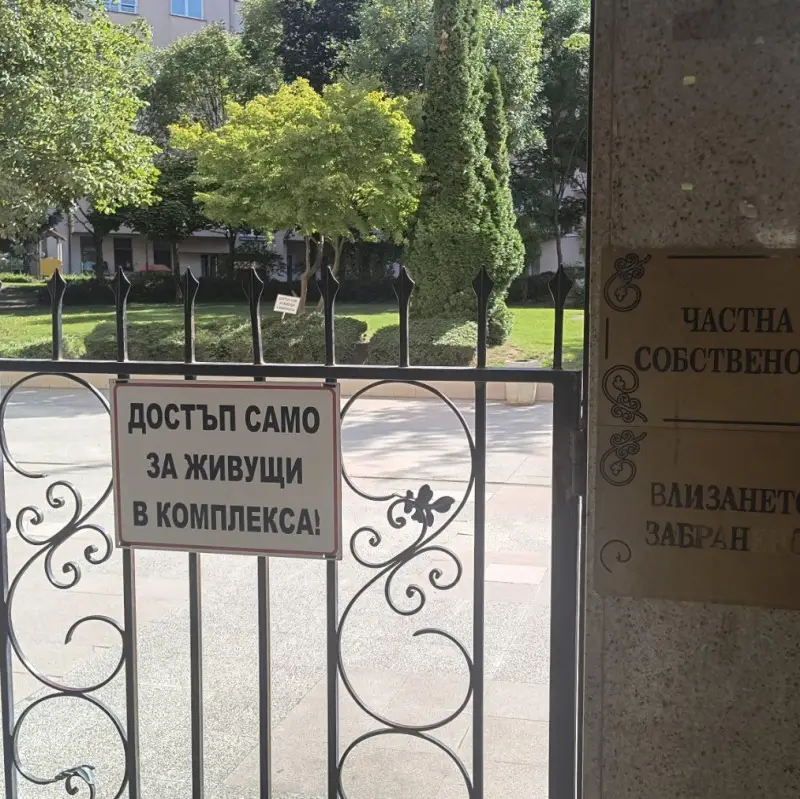 ДОСТЪП САМО
ЗА ЖИВУЩИ
В КОМПЛЕКСА!
ЧАСТНА
СОБСТВЕНО
ВЛИЗАНЕТО
ЗАБРАН